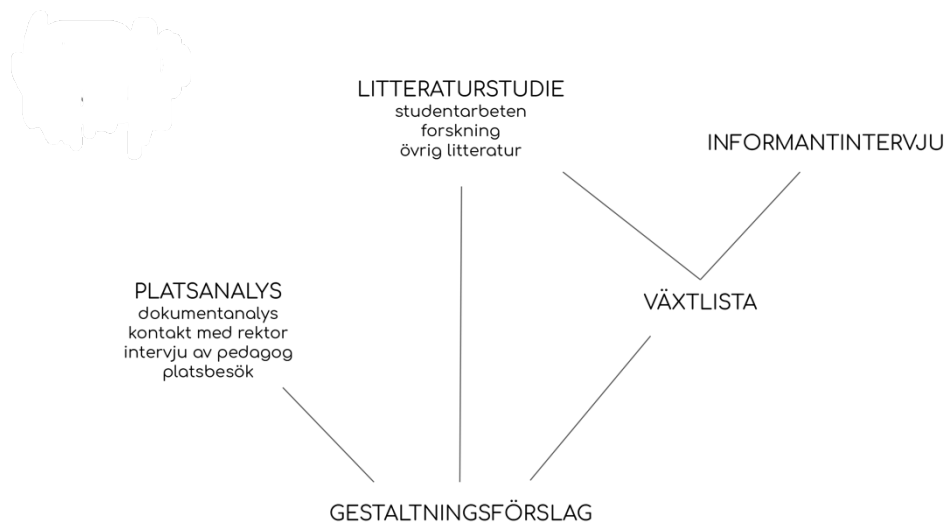 LITTERATURSTUDIE
studentarbeten
forskning
övrig litteratur
INFORMANTINTERVJU
PLATSANALYS
dokumentanalys
kontakt med rektor
intervju av pedagog
platsbesök
VÄXTLISTA
GESTALTNINGSFÖRSLAG